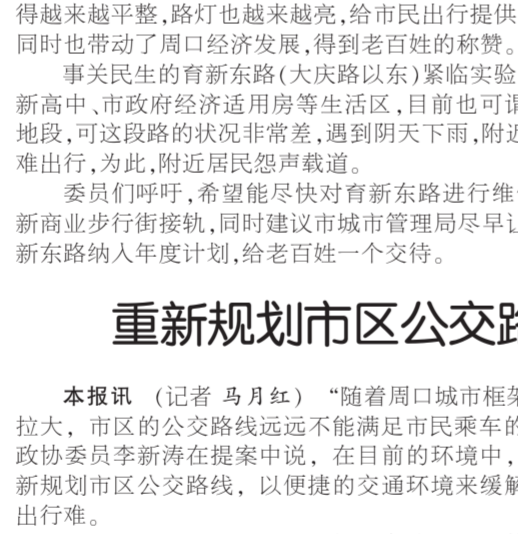 得越来越平整,路灯也越来越亮,给市民出行提供
同时也带动了周口经济发展,得到老百姓的称赞。
事关民生的育新东路(大庆路以东)紧临实验
新高中、市政府经济适用房等生活区,目前也可谓
地段,可这段路的状况非常差,遇到阴天下雨,附近
难出行,为此,附近居民怨声载道。
委员们呼吁,希望能尽快对育新东路进行维
新商业步行街接轨,同时建议市城市管理局尽早让
新东路纳入年度计划,给老百姓一个交待。
重新规划市区公交路
本报讯 (记者 马月红) “随着周口城市框架
拉大，市区的公交路线远远不能满足市民乘车的
政协委员李新涛在提案中说，在目前的环境中，
新规划市区公交路线，以便捷的交通环境来缓解
出行难。